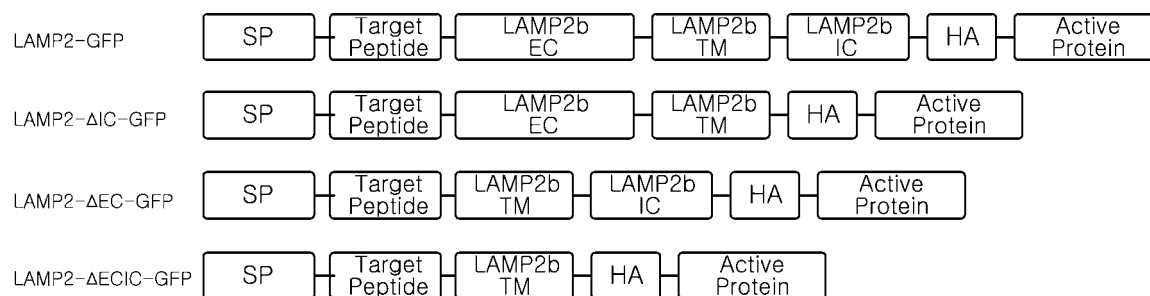 LAMP2-GFP
SP
Target
Peptide
LAMP2b
EC
LAMP2b
TM
LAMP2b
IC
HA
Active
Protein
LAMP2-ΔIC-GFP
SP
Target
Peptide
LAMP2b
EC
LAMP2b
TM
HA
Active
Protein
LAMP2-ΔEC-GFP
SP
Target
Peptide
LAMP2b
TM
LAMP2b
IC
HA
Active
Protein
LAMP2-ΔECIC-GFP
SP
Target
Peptide
LAMP2b
TM
HA
Active
Protein